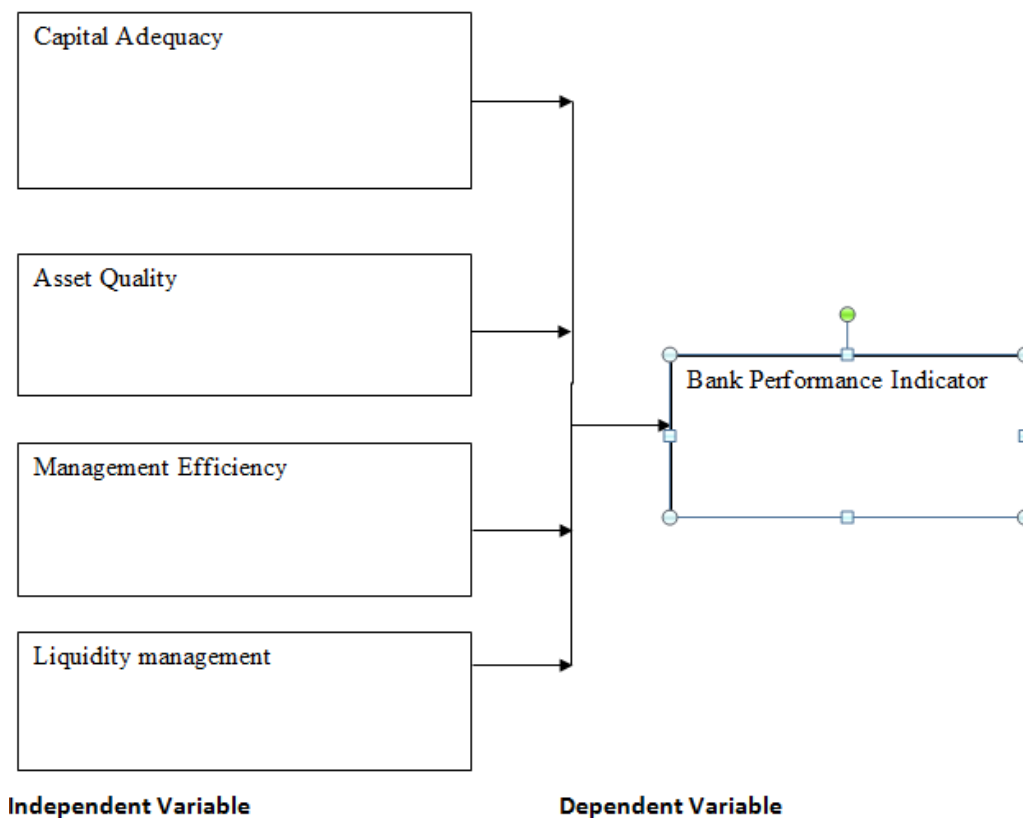 Capital Adequacy
Asset Quality
Bank Performance Indicator
Management Efficiency
Liquidity management
Independent Variable
Dependent Variable